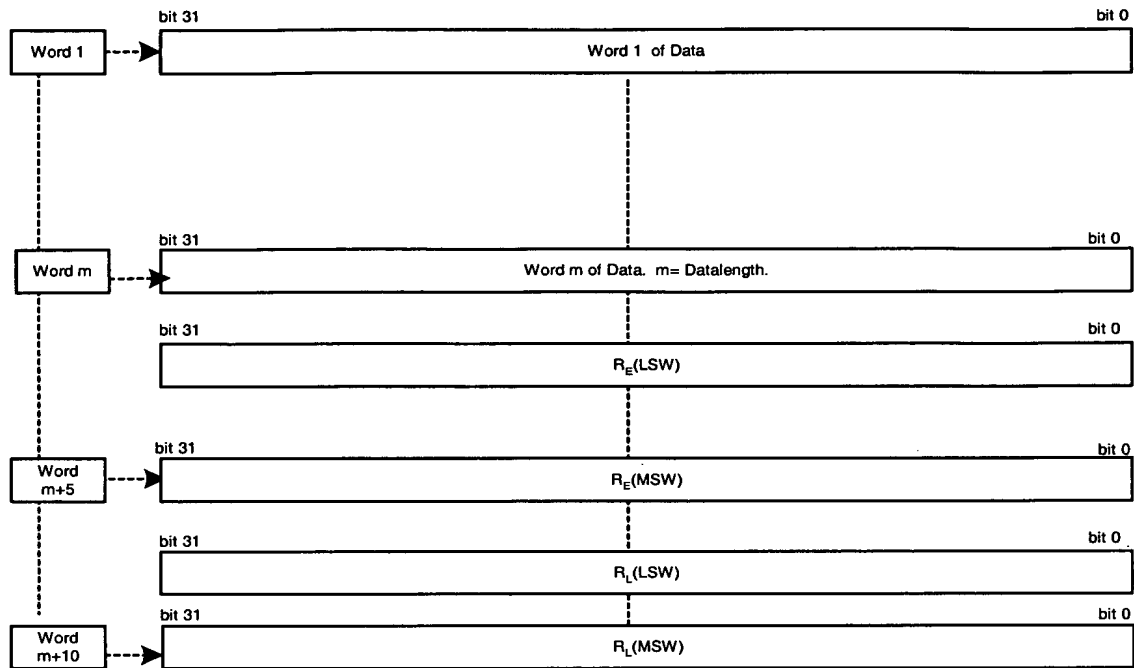 bit 31
bit 0
Word 1
Word 1 of Data
bit 31
bit 0
Word m
Word m of Data. m= Datalength.
bit 31
bit 0
R_E(LSW)
bit 31
bit 0
Word
m+5
R_E(MSW)
bit 31
bit 0
R_L(LSW)
bit 31
bit 0
Word
m+10
R_L(MSW)